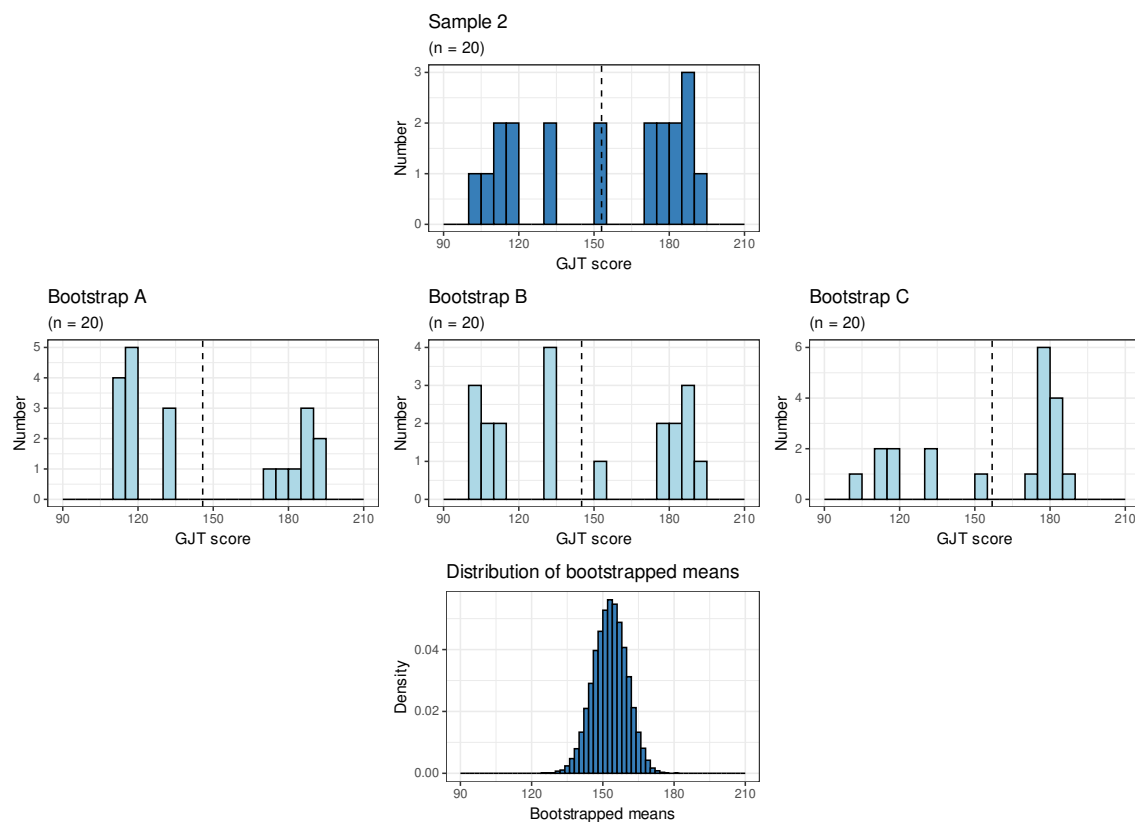 Sample 2
(n = 20)
3
2
1
0
Number
90 120 150 180 210
GJT score
Bootstrap A
(n = 20)
5
4
3
2
1
0
Number
90 120 150 180 210
GJT score
Bootstrap B
(n = 20)
4
3
2
1
0
Number
90 120 150 180 210
GJT score
Bootstrap C
(n = 20)
6
4
2
0
Number
90 120 150 180 210
GJT score
Distribution of bootstrapped means
0.04
0.02
0.00
Density
90 120 150 180 210
Bootstrapped means